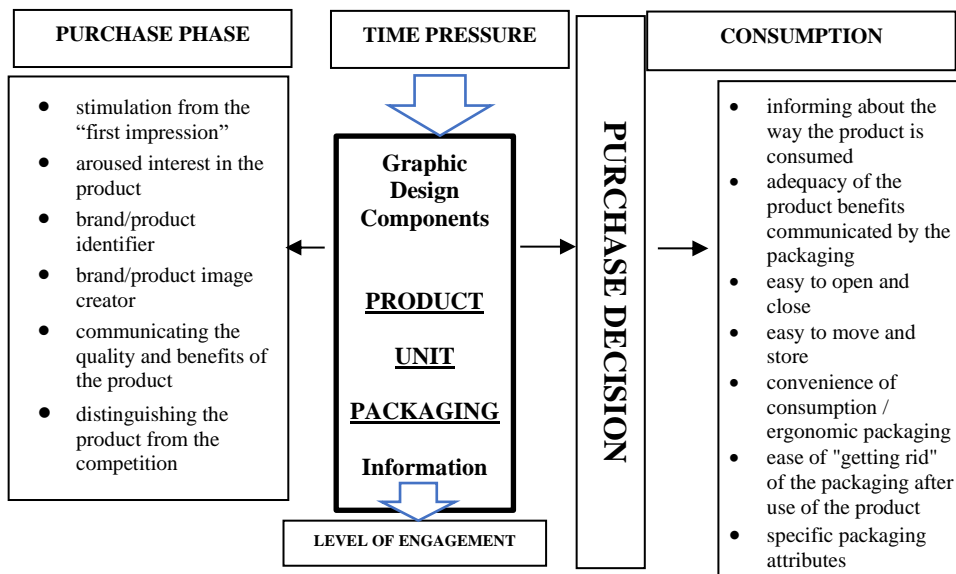 PURCHASE PHASE
• stimulation from the
“first impression”
• aroused interest in the
product
• brand/product
identifier
• brand/product image
creator
• communicating the
quality and benefits of
the product
• distinguishing the
product from the
competition
TIME PRESSURE
Graphic
Design
Components
PRODUCT
UNIT
PACKAGING
Information
LEVEL OF ENGAGEMENT
PURCHASE DECISION
CONSUMPTION
• informing about the
way the product is
consumed
• adequacy of the
product benefits
communicated by the
packaging
• easy to open and
close
• easy to move and
store
• convenience of
consumption /
ergonomic packaging
• ease of "getting rid"
of the packaging after
use of the product
• specific packaging
attributes